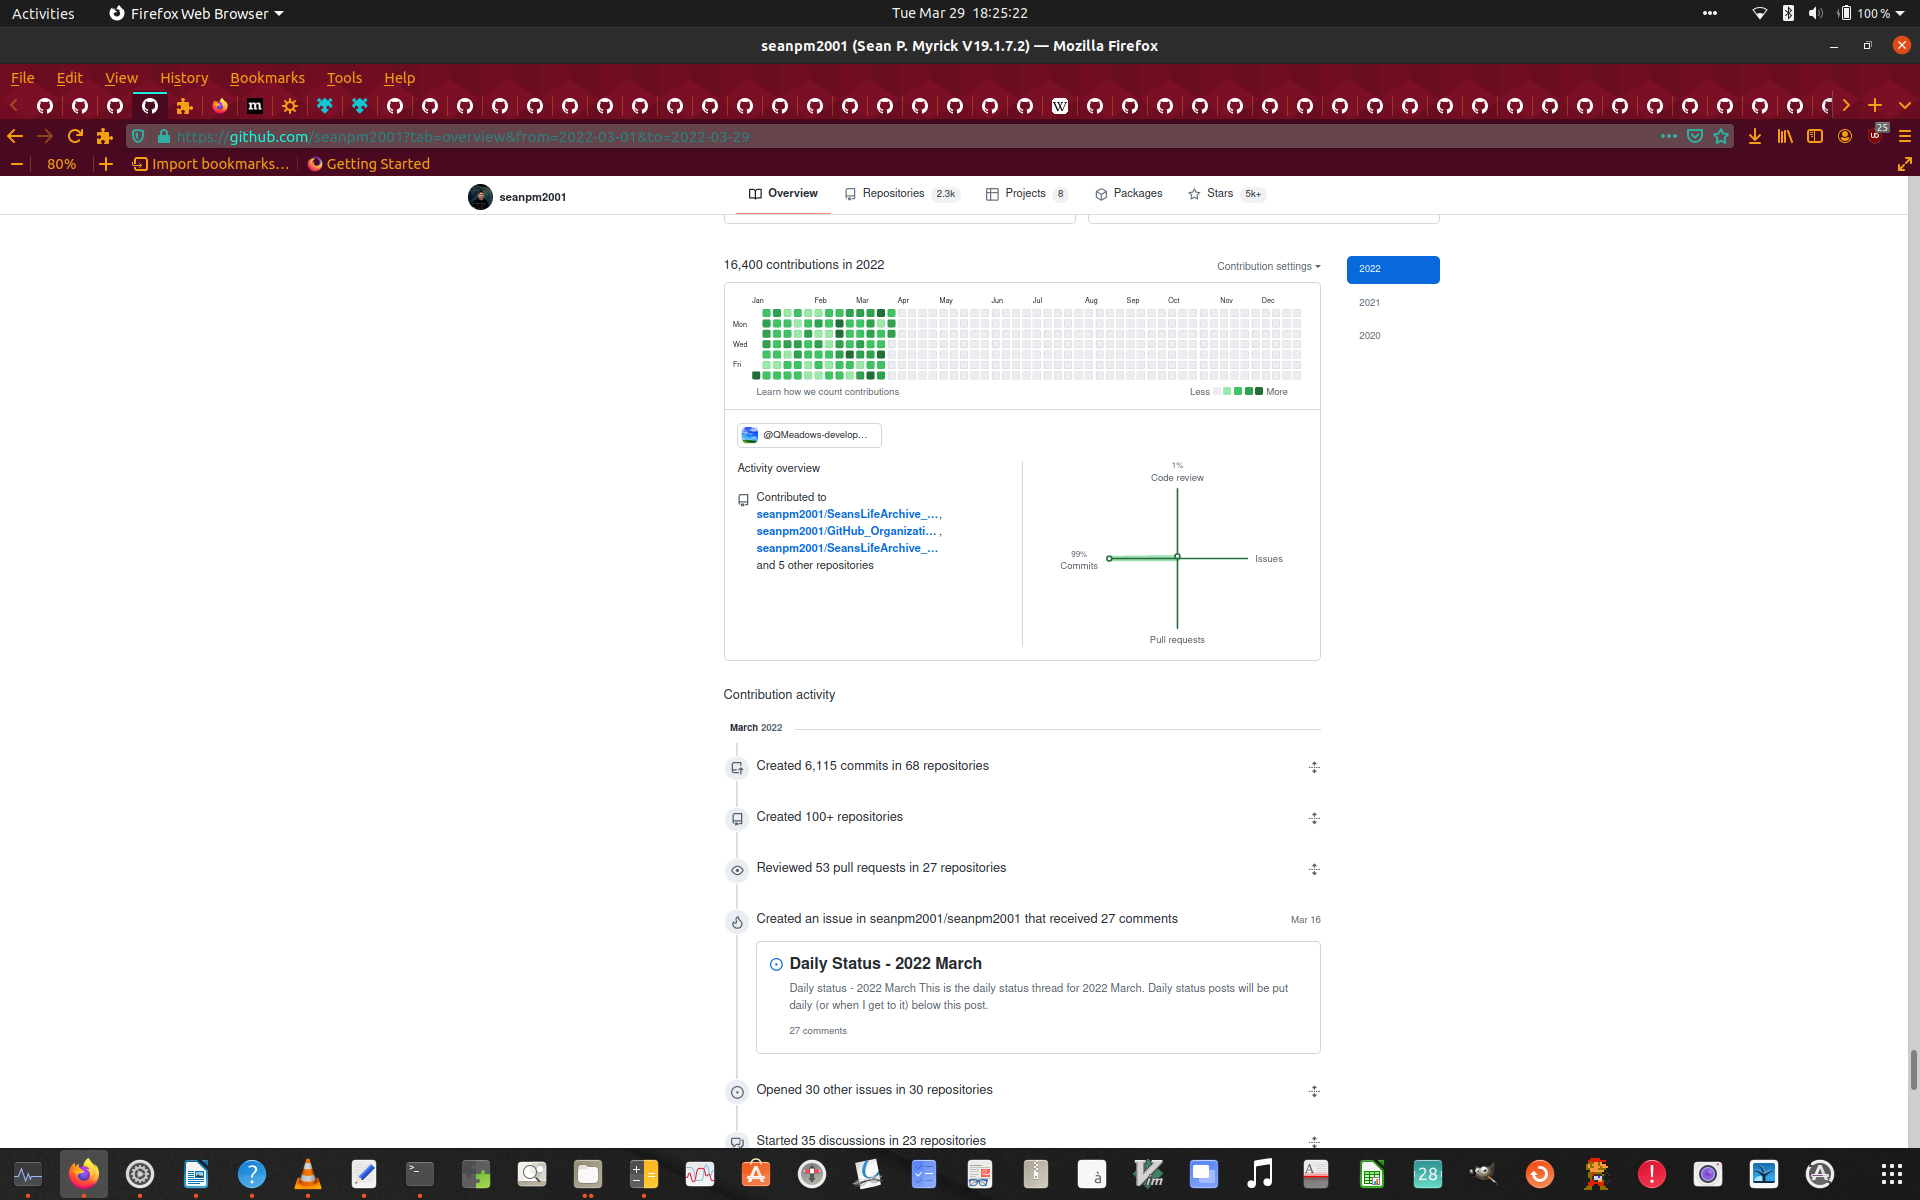 Activities Firefox Web Browser Tue Mar 29 18:25:22 100 %
seanpm2001 (Sean P. Myrick V19.1.7.2) — Mozilla Firefox
File Edit View History Bookmarks Tools Help
https://github.com/seanpm2001?tab=overview&from=2022-03-01&to=2022-03-29 25
80% Import bookmarks… Getting Started
seanpm2001 Overview Repositories 2.3k Projects 8 Packages Stars 5k+
16,400 contributions in 2022 Contribution settings 2022
Jan Feb Mar Apr May Jun Jul Aug Sep Oct Nov Dec
2021
Mon
2020
Wed
Fri
Learn how we count contributions Less More
@QMeadows-develop…
Activity overview
Contributed to
seanpm2001/SeansLifeArchive_…,
seanpm2001/GitHub_Organizati… ,
seanpm2001/SeansLifeArchive_…
and 5 other repositories
1%
Code review
99%
Commits
Issues
Pull requests
Contribution activity
March 2022
Created 6,115 commits in 68 repositories
Created 100+ repositories
Reviewed 53 pull requests in 27 repositories
Created an issue in seanpm2001/seanpm2001 that received 27 comments Mar 16
Daily Status - 2022 March
Daily status - 2022 March This is the daily status thread for 2022 March. Daily status posts will be put
daily (or when I get to it) below this post.
27 comments
Opened 30 other issues in 30 repositories
Started 35 discussions in 23 repositories
28